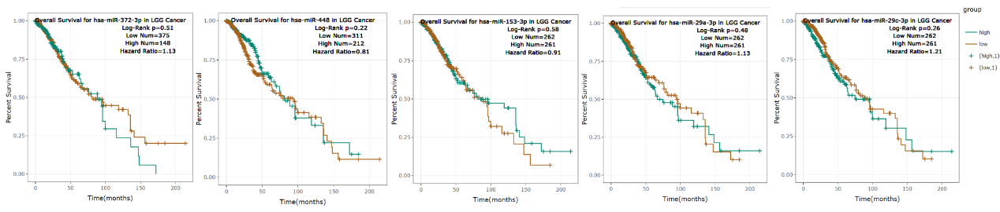 Overall Survival for hsa-miR-372-3p in LGG Cancer
Log-Rank p=0.51
Low Num=375
High Num=148
Hazard Ratio=1.13
Percent Survival
1.00
0.75
0.50
0.25
0.00
0 50 100 150 200
Time(months)
Overall Survival for hsa-miR-448 in LGG Cancer
Log-Rank p=0.22
Low Num=311
High Num=212
Hazard Ratio=0.81
Percent Survival
1.00
0.75
0.50
0.25
0.00
0 50 100 150 200
Time(months)
Overall Survival for hsa-miR-153-3p in LGG Cancer
Log-Rank p=0.58
Low Num=262
High Num=261
Hazard Ratio=0.91
Percent Survival
1.00
0.75
0.50
0.25
0.00
0 50 100 150 200
Time(months)
Overall Survival for hsa-miR-29a-3p in LGG Cancer
Log-Rank p=0.48
Low Num=262
High Num=261
Hazard Ratio=1.13
Percent Survival
1.00
0.75
0.50
0.25
0.00
0 50 100 150 200
Time(months)
Overall Survival for hsa-miR-29c-3p in LGG Cancer
Log-Rank p=0.26
Low Num=262
High Num=261
Hazard Ratio=1.21
Percent Survival
1.00
0.75
0.50
0.25
0.00
0 50 100 150 200
Time(months)
group
high
low
(high,1)
(low,1)